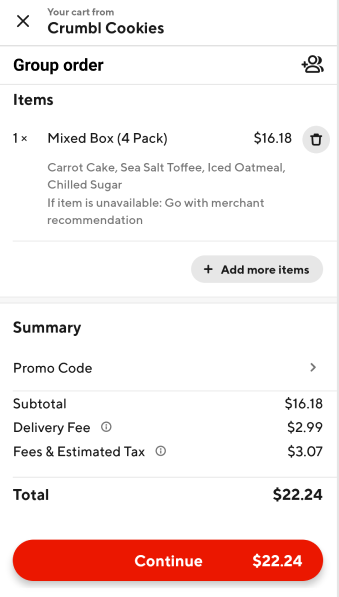 Your cart from
Crumbl Cookies
Group order
Items
1 × Mixed Box (4 Pack) $16.18
Carrot Cake, Sea Salt Toffee, Iced Oatmeal,
Chilled Sugar
If item is unavailable: Go with merchant
recommendation
+ Add more items
Summary
Promo Code
Subtotal $16.18
Delivery Fee $2.99
Fees & Estimated Tax $3.07
Total $22.24
Continue $22.24